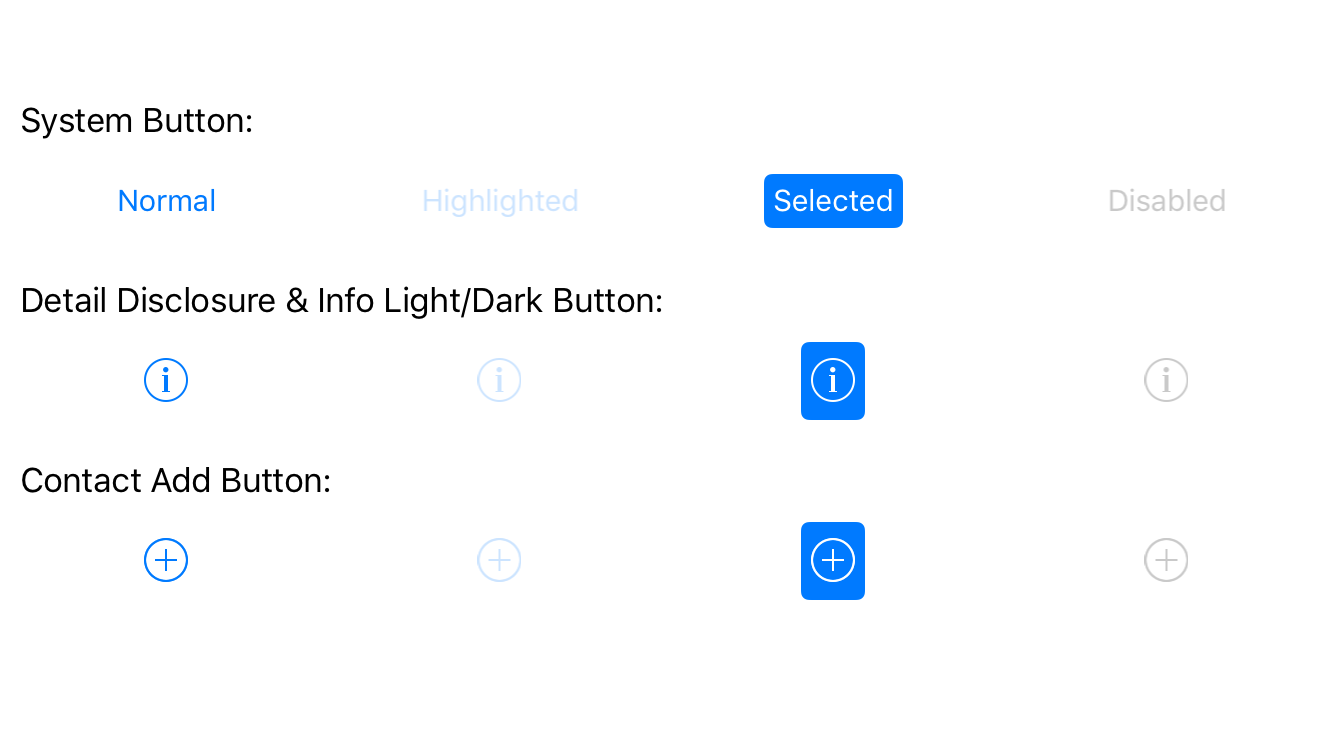 System Button:
Normal Highlighted Selected Disabled
Detail Disclosure & Info Light/Dark Button:
i i i i
Contact Add Button:
+ + + +